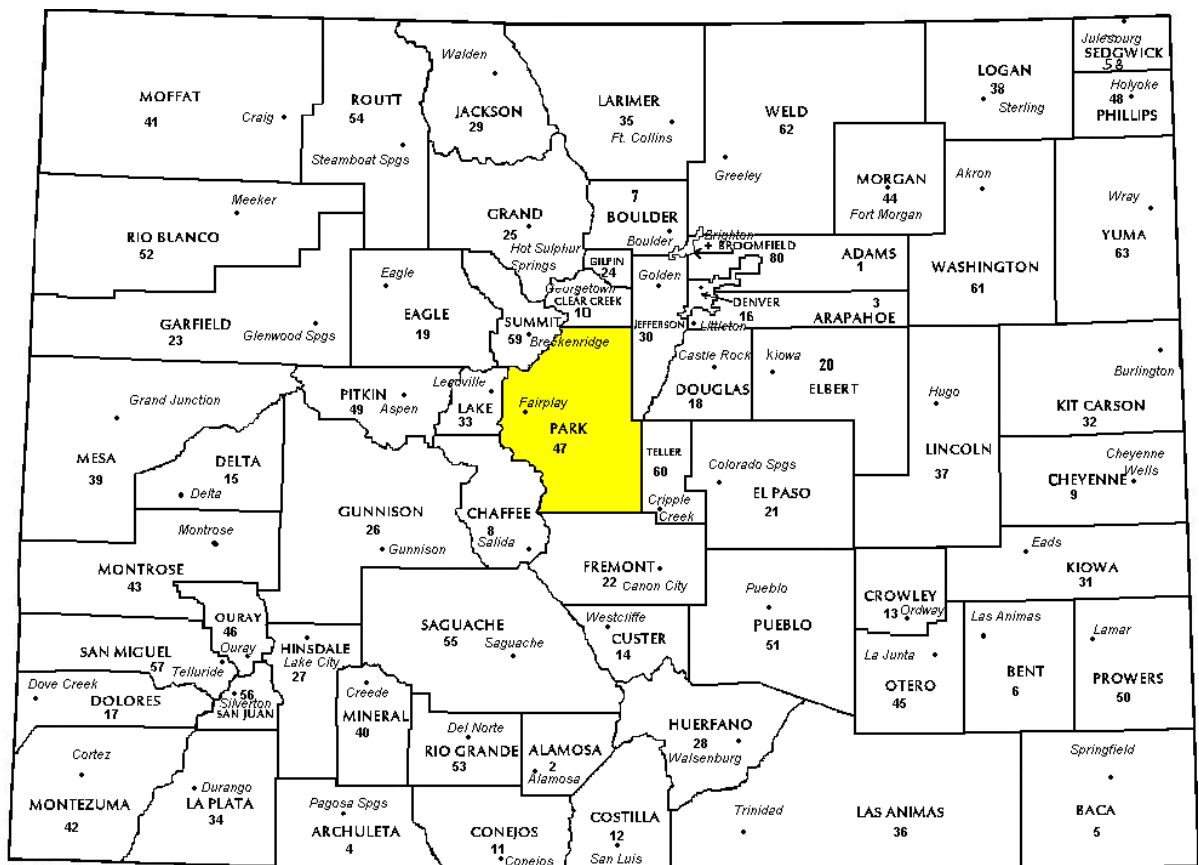 Julesburg
SEDGWICK
58
Walden
LOGAN
38
Sterling
Holyoke
48
PHILLIPS
MOFFAT
41
Craig
ROUTT
54
Steamboat Spgs
JACKSON
29
LARIMER
35
Ft. Collins
WELD
62
Greeley
MORGAN
44
Fort Morgan
Akron
WASHINGTON
61
Wray
YUMA
63
Meeker
RIO BLANCO
52
GRAND
25
Hot Sulphur
Springs
7
BOULDER
Boulder
Brighton
+ BROOMFIELD
80
ADAMS
1
GILPIN
24
Golden
Georgetown
CLEAR CREEK
10
DENVER
16
3
ARAPAHOE
Littleton
JEFFERSON
30
Eagle
EAGLE
19
SUMMIT
59
Breckenridge
GARFIELD
23
Glenwood Spgs
Castle Rock
DOUGLAS
18
Kiowa
20
ELBERT
Burlington
KIT CARSON
32
Hugo
LINCOLN
37
Grand Junction
MESA
39
PITKIN
49
Aspen
Leadville
LAKE
33
Fairplay
PARK
47
TELLER
60
Cripple
Creek
Colorado Spgs
EL PASO
21
Cheyenne
Wells
CHEYENNE
9
DELTA
15
Delta
GUNNISON
26
Gunnison
CHAFFEE
8
Salida
Montrose
MONTROSE
43
FREMONT
22
Canon City
Pueblo
PUEBLO
51
CROWLEY
13
Ordway
Eads
KIOWA
31
OURAY
46
Ouray
SAN MIGUEL
57
Telluride
HINSDALE
Lake City
27
SAGUACHE
55
Saguache
Westcliffe
CUSTER
14
La Junta
OTERO
45
Las Animas
BENT
6
Lamar
PROWERS
50
Dove Creek
DOLORES
17
56
Silverton
SAN JUAN
Creede
MINERAL
40
Del Norte
RIO GRANDE
53
ALAMOSA
2
Alamosa
HUERFANO
28
Walsenburg
Cortez
MONTEZUMA
42
Durango
LA PLATA
34
Pagosa Spgs
ARCHULETA
4
CONEJOS
11
Conejos
COSTILLA
12
San Luis
Trinidad
LAS ANIMAS
36
Springfield
BACA
5